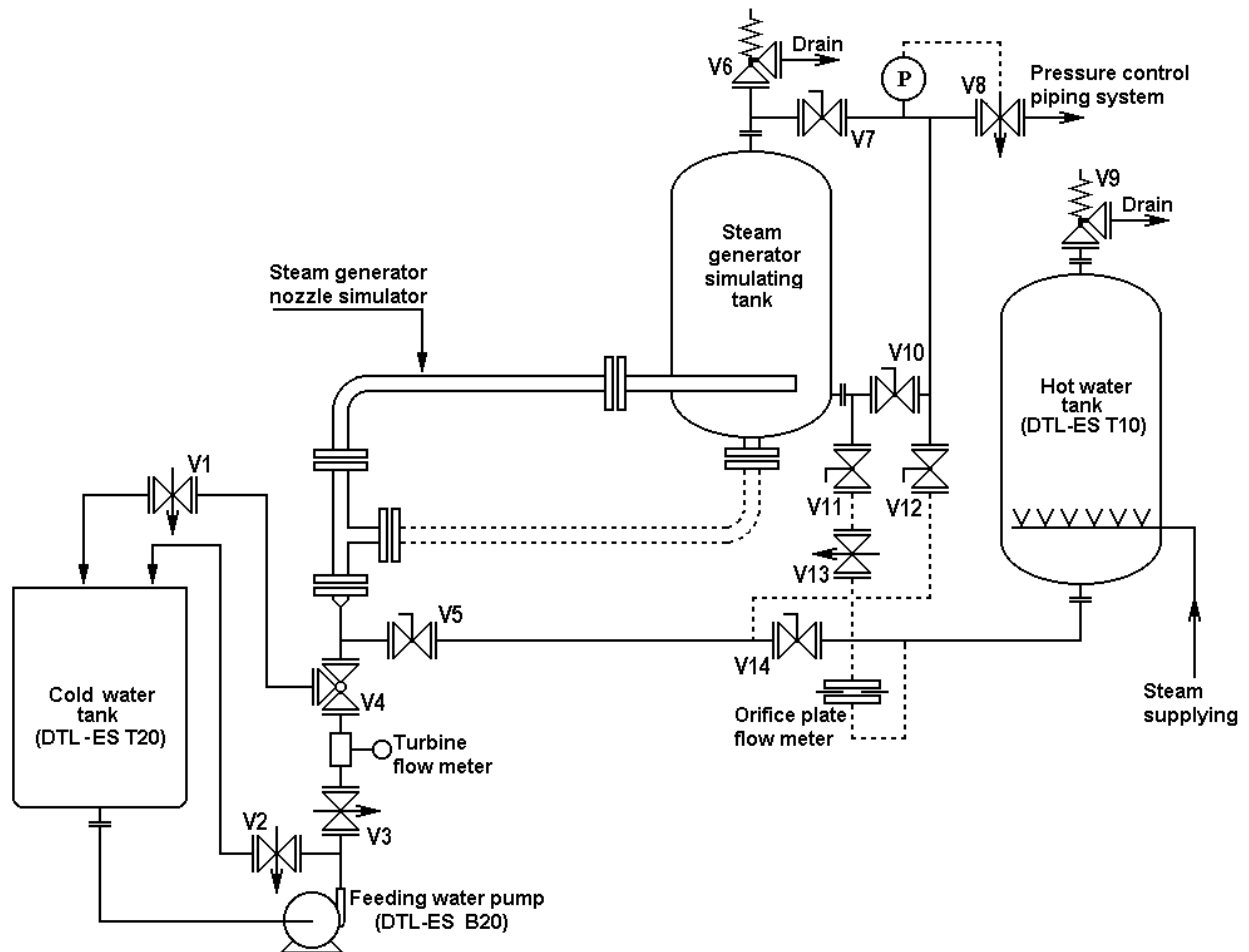 Drain
V6
P
V8
Pressure control
piping system
V7
V9
Drain
Steam
generator
simulating
tank
Steam generator
nozzle simulator
V10
Hot water
tank
(DTL-ES T10)
V1
V11
V12
V13
V5
V14
Cold water
tank
(DTL -ES T20)
V4
Orifice plate
flow meter
Steam
supplying
Turbine
flow meter
V2
V3
Feeding water pump
(DTL-ES B20)